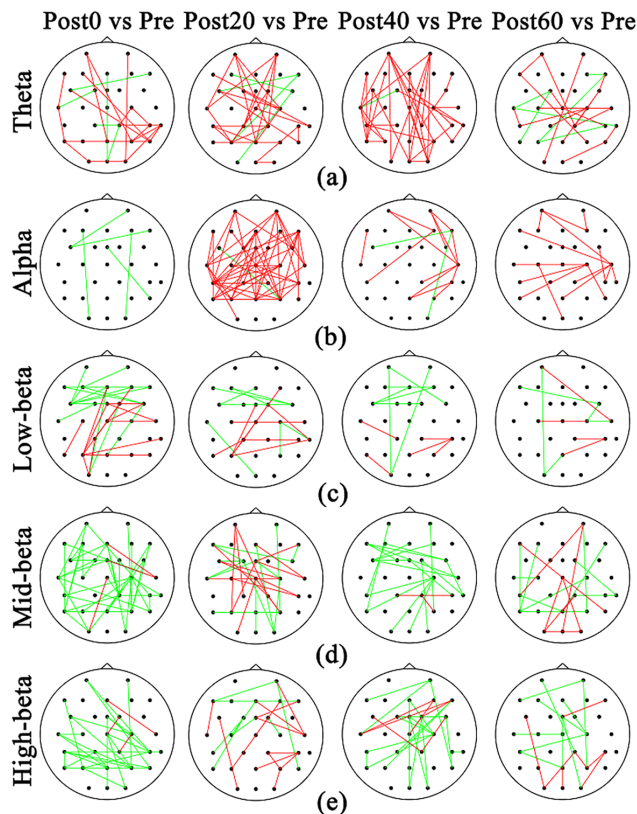 Post0 vs Pre Post20 vs Pre Post40 vs Pre Post60 vs Pre
Theta
(a)
Alpha
(b)
Low-beta
(c)
Mid-beta
(d)
High-beta
(e)